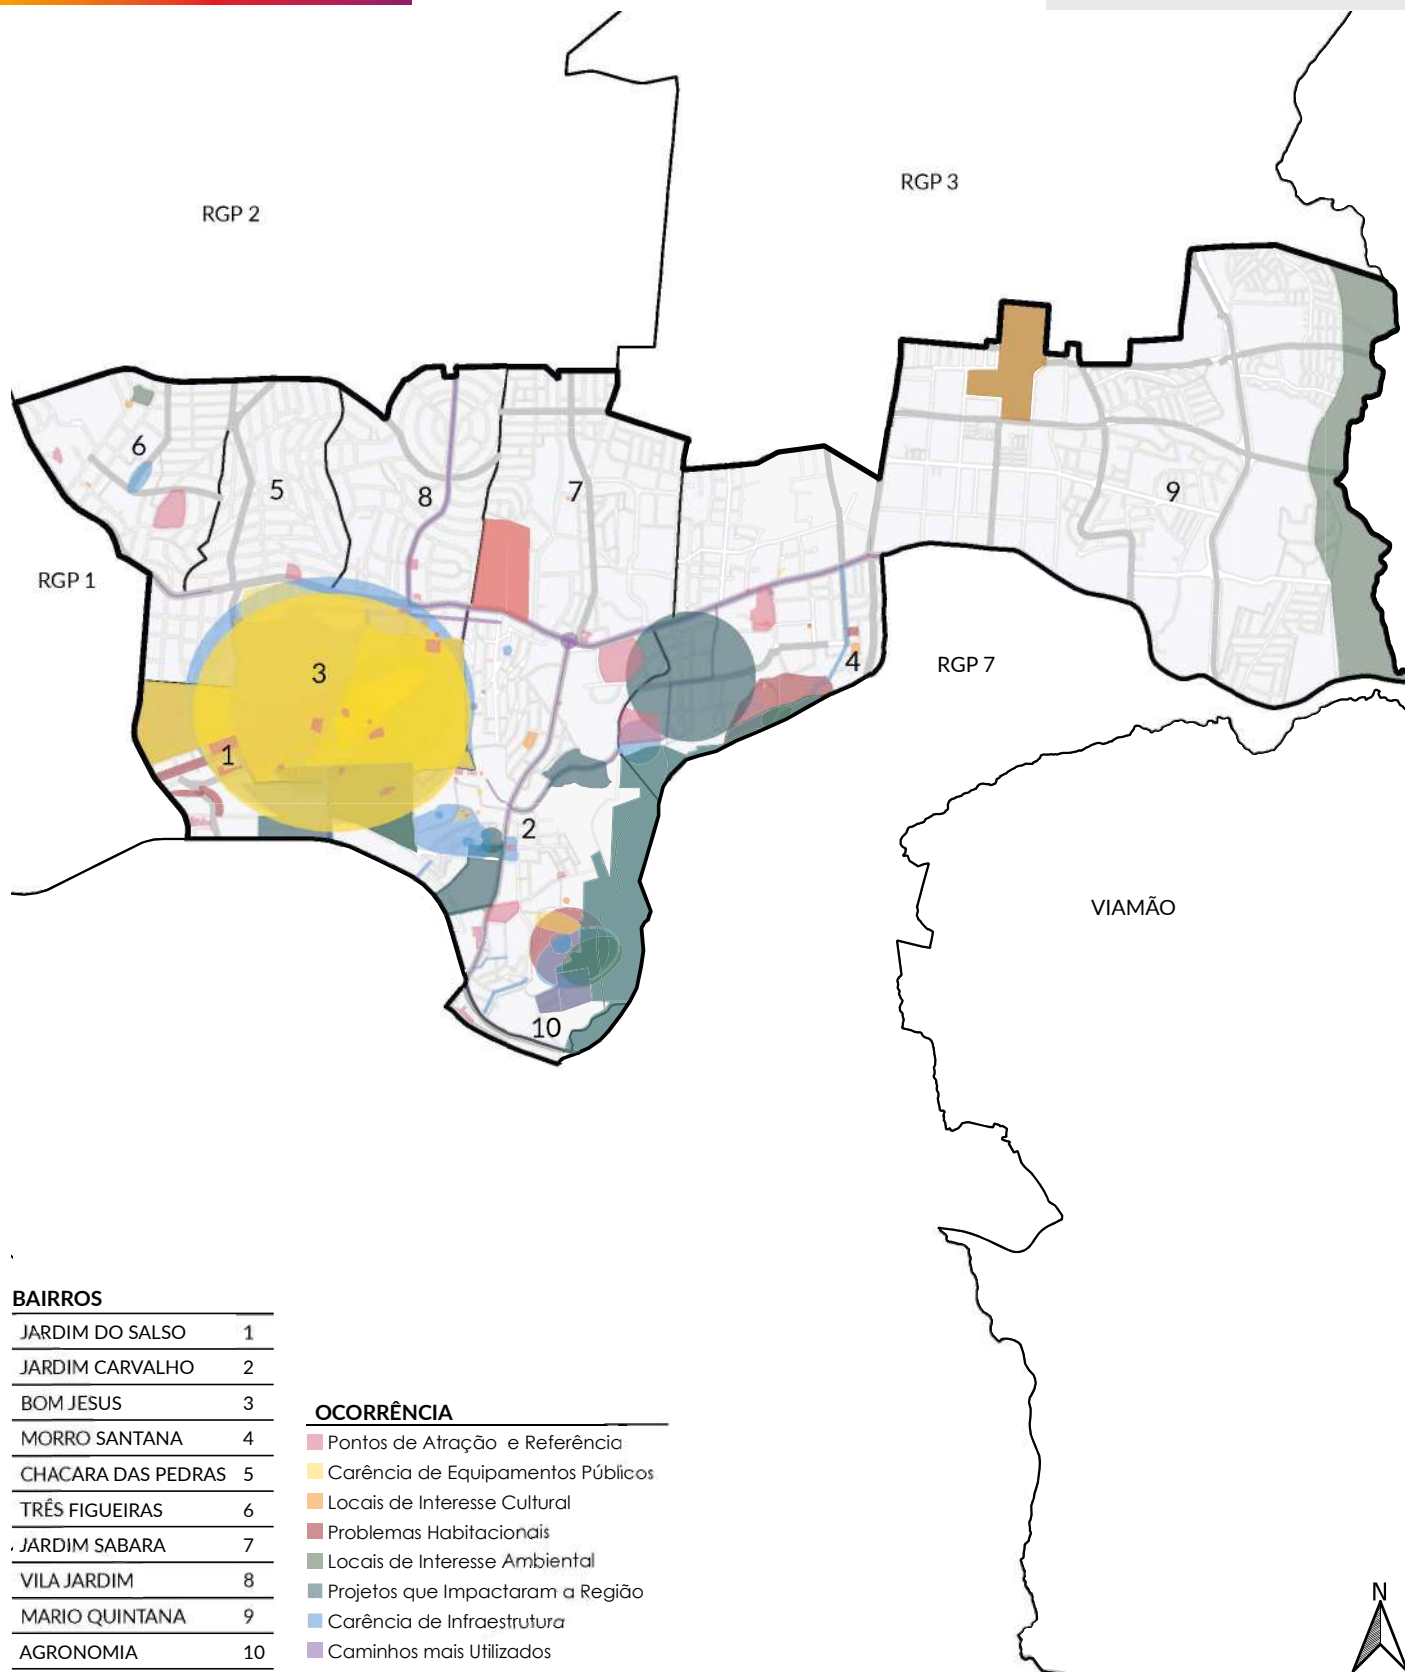 RGP 3
RGP 2
6
5
8
7
9
RGP 1
3
4
RGP 7
1
2
VIAMÃO
10
BAIRROS
JARDIM DO SALSO 1
JARDIM CARVALHO 2
BOM JESUS 3
MORRO SANTANA 4
CHACARA DAS PEDRAS 5
TRÊS FIGUEIRAS 6
JARDIM SABARA 7
VILA JARDIM 8
MARIO QUINTANA 9
AGRONOMIA 10
OCORRÊNCIA
Pontos de Atração e Referência
Carência de Equipamentos Públicos
Locais de Interesse Cultural
Problemas Habitacionais
Locais de Interesse Ambiental
Projetos que Impactaram a Região
Carência de Infraestrutura
Caminhos mais Utilizados
N